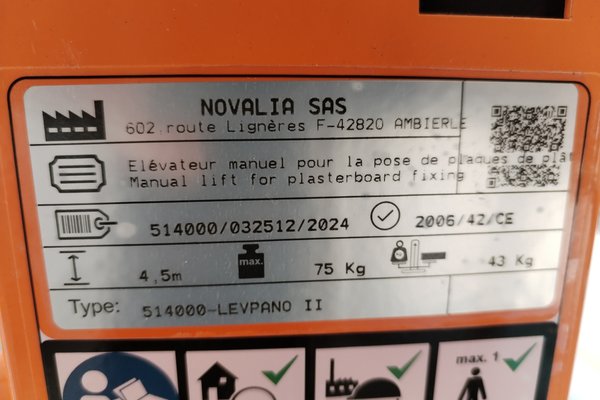 NOVALIA SAS
602 route Lignères F-42820 AMBIERLE
Elévateur manuel pour la pose de plaques de plât
Manual lift for plasterboard fixing
514000/032512/2024 2006/42/CE
4,5m max. 75 Kg 43 Kg
Type: 514000-LEVPANO II
max. 1